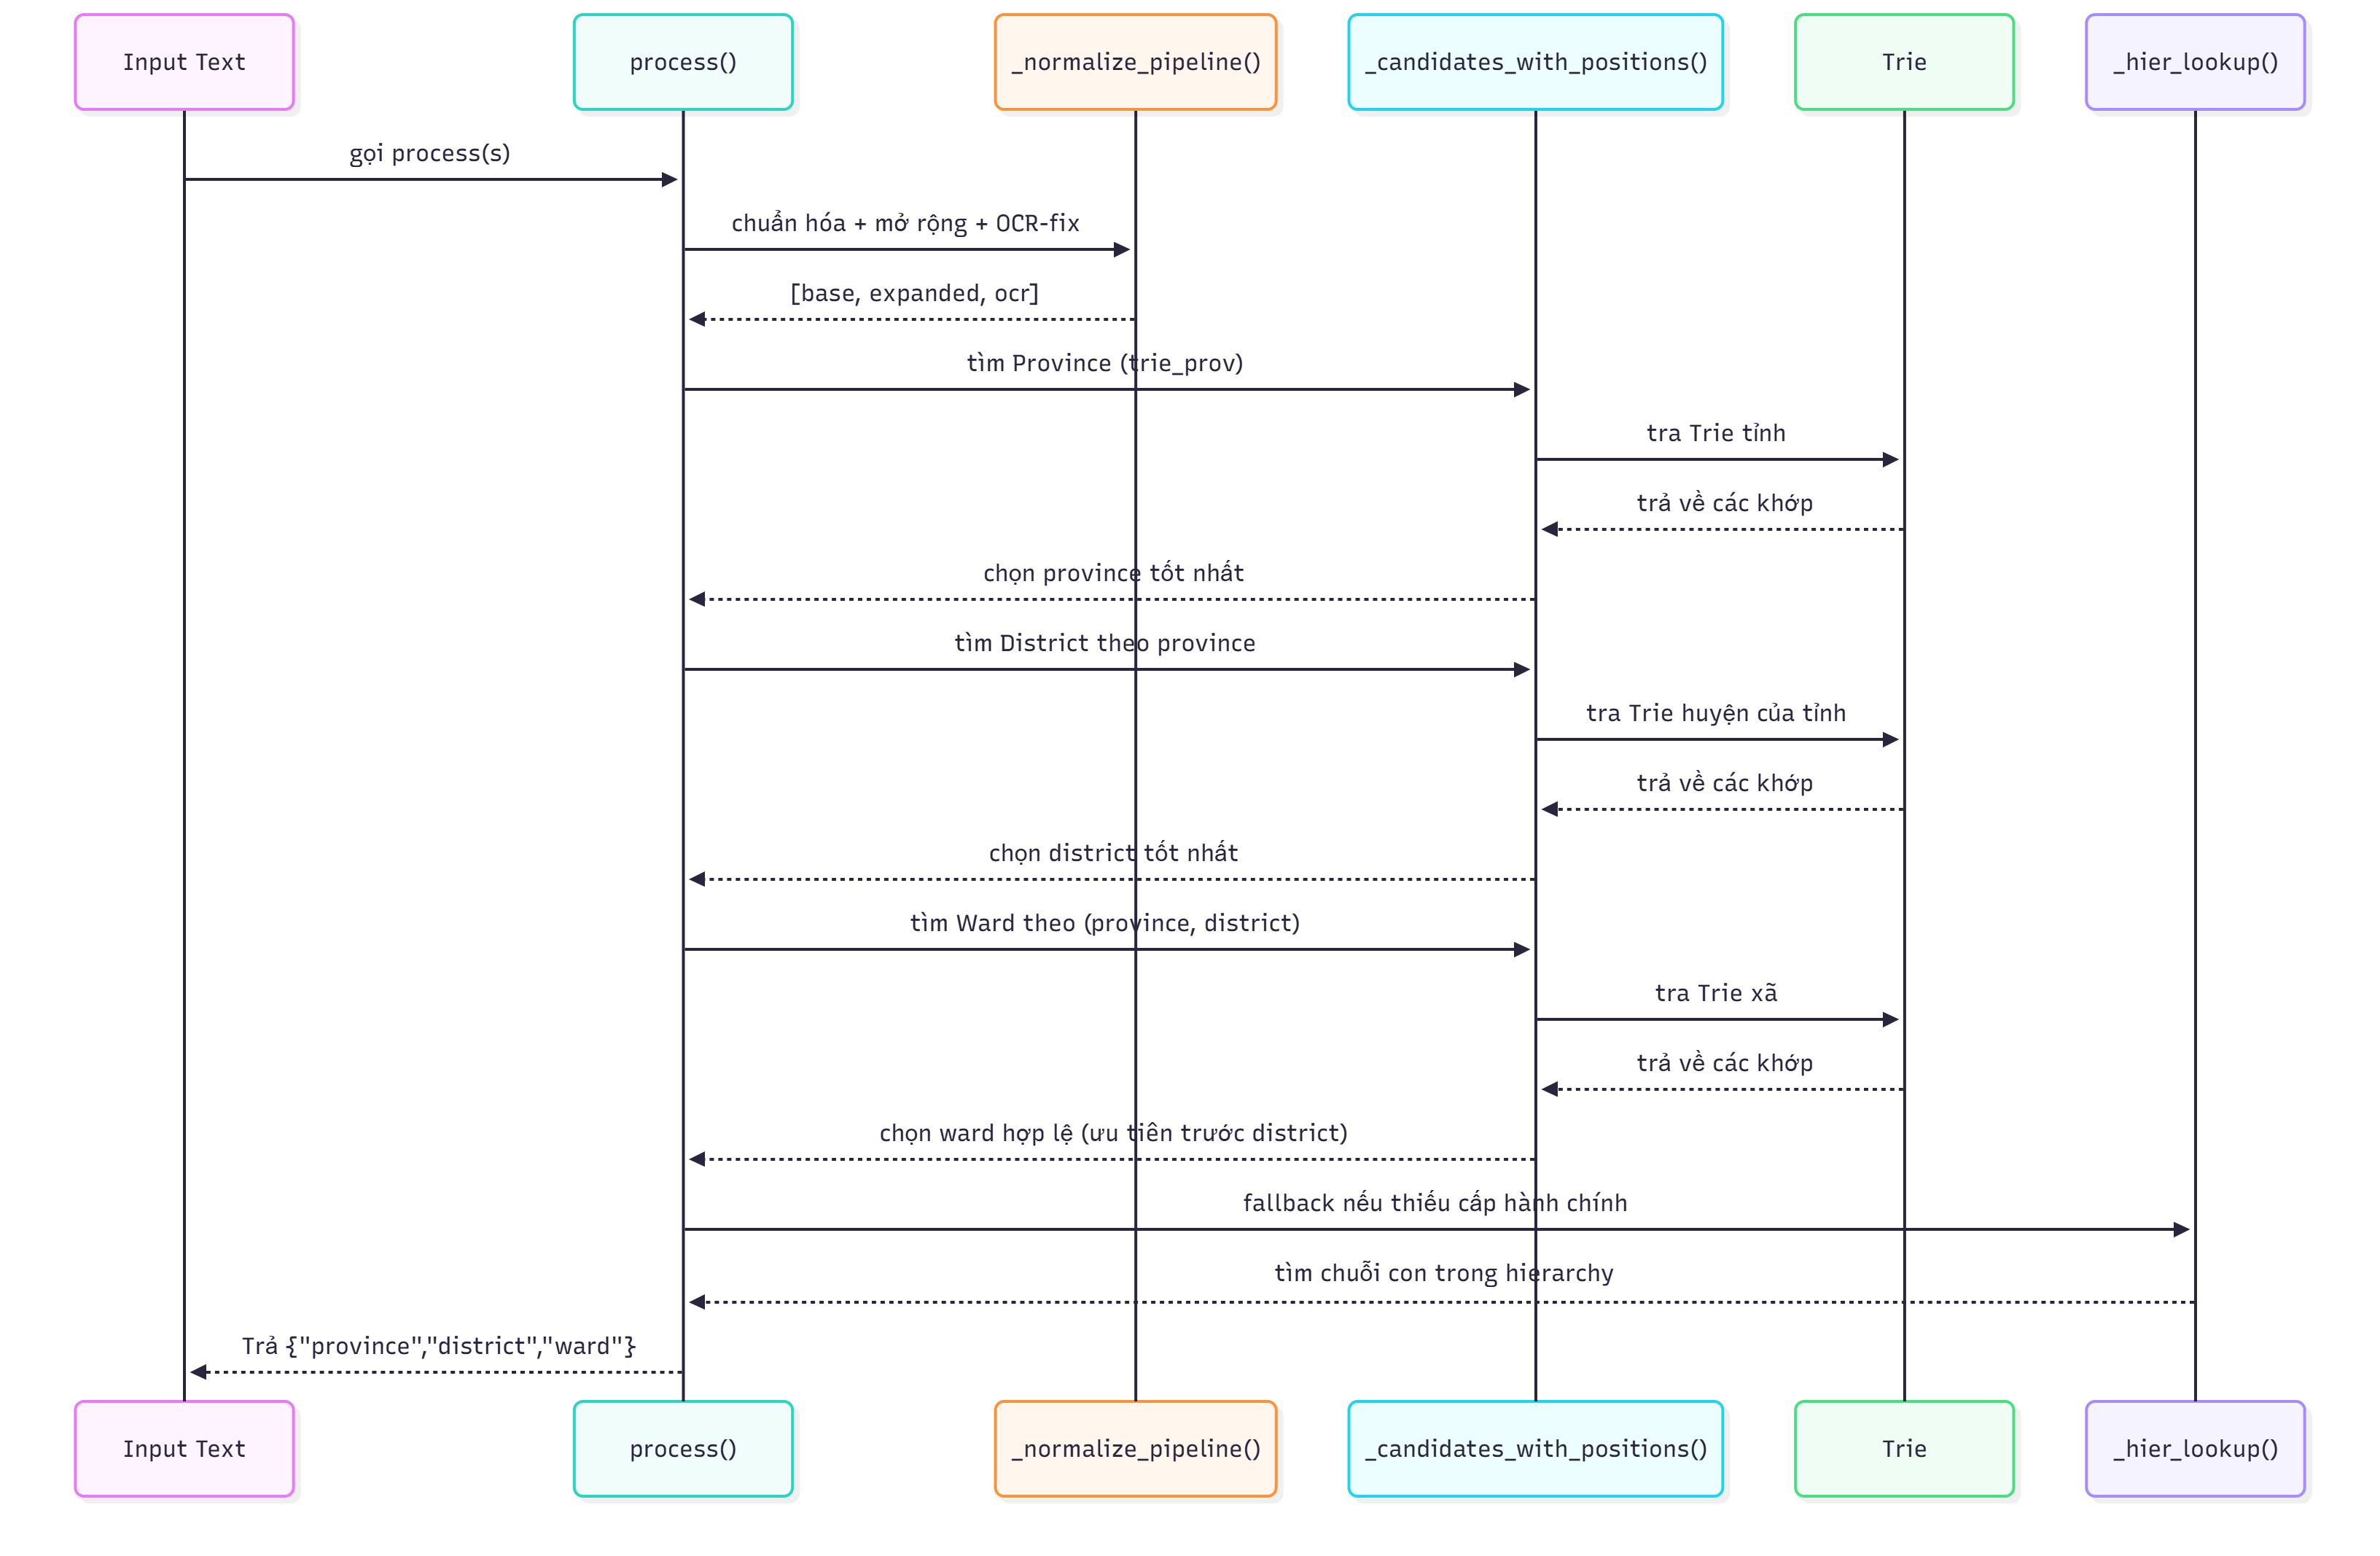 Input Text
process()
_normalize_pipeline()
_candidates_with_positions()
Trie
_hier_lookup()
gọi process(s)
chuẩn hóa + mở rộng + OCR-fix
[base, expanded, ocr]
tìm Province (trie_prov)
tra Trie tỉnh
trả về các khớp
chọn province tốt nhất
tìm District theo province
tra Trie huyện của tỉnh
trả về các khớp
chọn district tốt nhất
tìm Ward theo (province, district)
tra Trie xã
trả về các khớp
chọn ward hợp lệ (ưu tiên trước district)
fallback nếu thiếu cấp hành chính
tìm chuỗi con trong hierarchy
Trả {"province","district","ward"}
Input Text
process()
_normalize_pipeline()
_candidates_with_positions()
Trie
_hier_lookup()